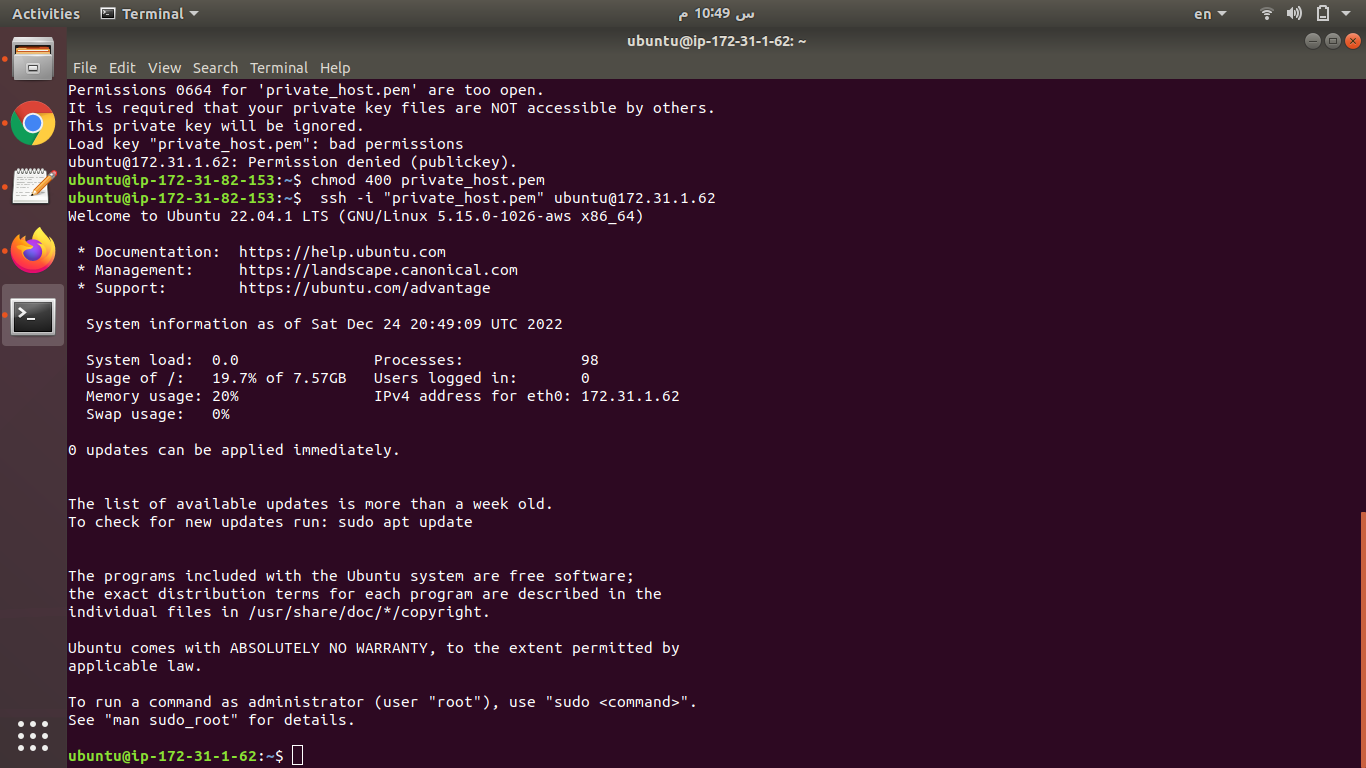 Activities Terminal س 10:49 م en
ubuntu@ip-172-31-1-62: ~
File Edit View Search Terminal Help
Permissions 0664 for 'private_host.pem' are too open.
It is required that your private key files are NOT accessible by others.
This private key will be ignored.
Load key "private_host.pem": bad permissions
ubuntu@172.31.1.62: Permission denied (publickey).
ubuntu@ip-172-31-82-153:~$ chmod 400 private_host.pem
ubuntu@ip-172-31-82-153:~$  ssh -i "private_host.pem" ubuntu@172.31.1.62
Welcome to Ubuntu 22.04.1 LTS (GNU/Linux 5.15.0-1026-aws x86_64)
 * Documentation:  https://help.ubuntu.com
 * Management:     https://landscape.canonical.com
 * Support:        https://ubuntu.com/advantage
  System information as of Sat Dec 24 20:49:09 UTC 2022
  System load:  0.0               Processes:             98
  Usage of /:   19.7% of 7.57GB   Users logged in:       0
  Memory usage: 20%               IPv4 address for eth0: 172.31.1.62
  Swap usage:   0%
0 updates can be applied immediately.
The list of available updates is more than a week old.
To check for new updates run: sudo apt update
The programs included with the Ubuntu system are free software;
the exact distribution terms for each program are described in the
individual files in /usr/share/doc/*/copyright.
Ubuntu comes with ABSOLUTELY NO WARRANTY, to the extent permitted by
applicable law.
To run a command as administrator (user "root"), use "sudo <command>".
See "man sudo_root" for details.
ubuntu@ip-172-31-1-62:~$